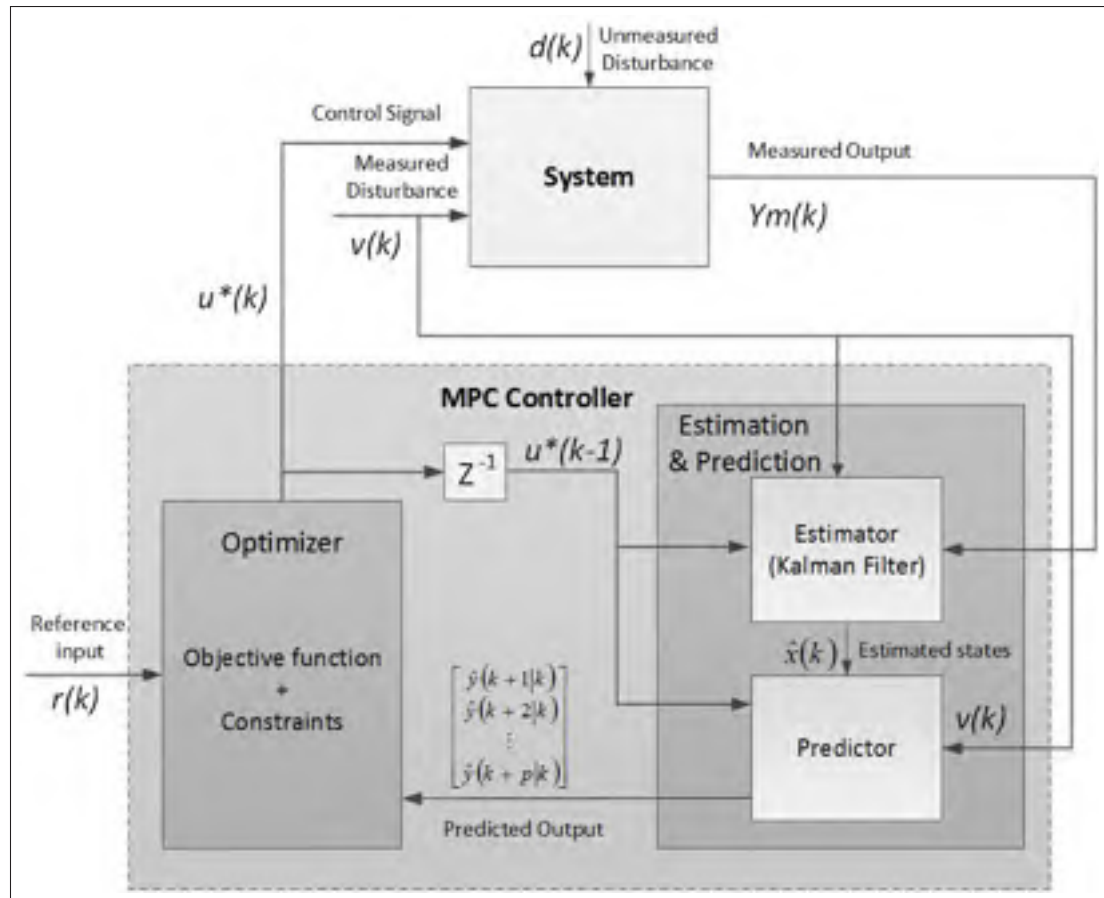 d(k)
Unmeasured
Disturbance
Control Signal
Measured
Disturbance
v(k)
System
Measured Output
Ym(k)
u*(k)
MPC Controller
Estimation
& Prediction
Z⁻¹
u*(k-1)
Optimizer
Objective function
+
Constraints
Estimator
(Kalman Filter)
Reference
input
r(k)
x̂(k)
Estimated states
ŷ(k + 1|k)
ŷ(k + 2|k)
⋮
ŷ(k + p|k)
Predictor
v(k)
Predicted Output